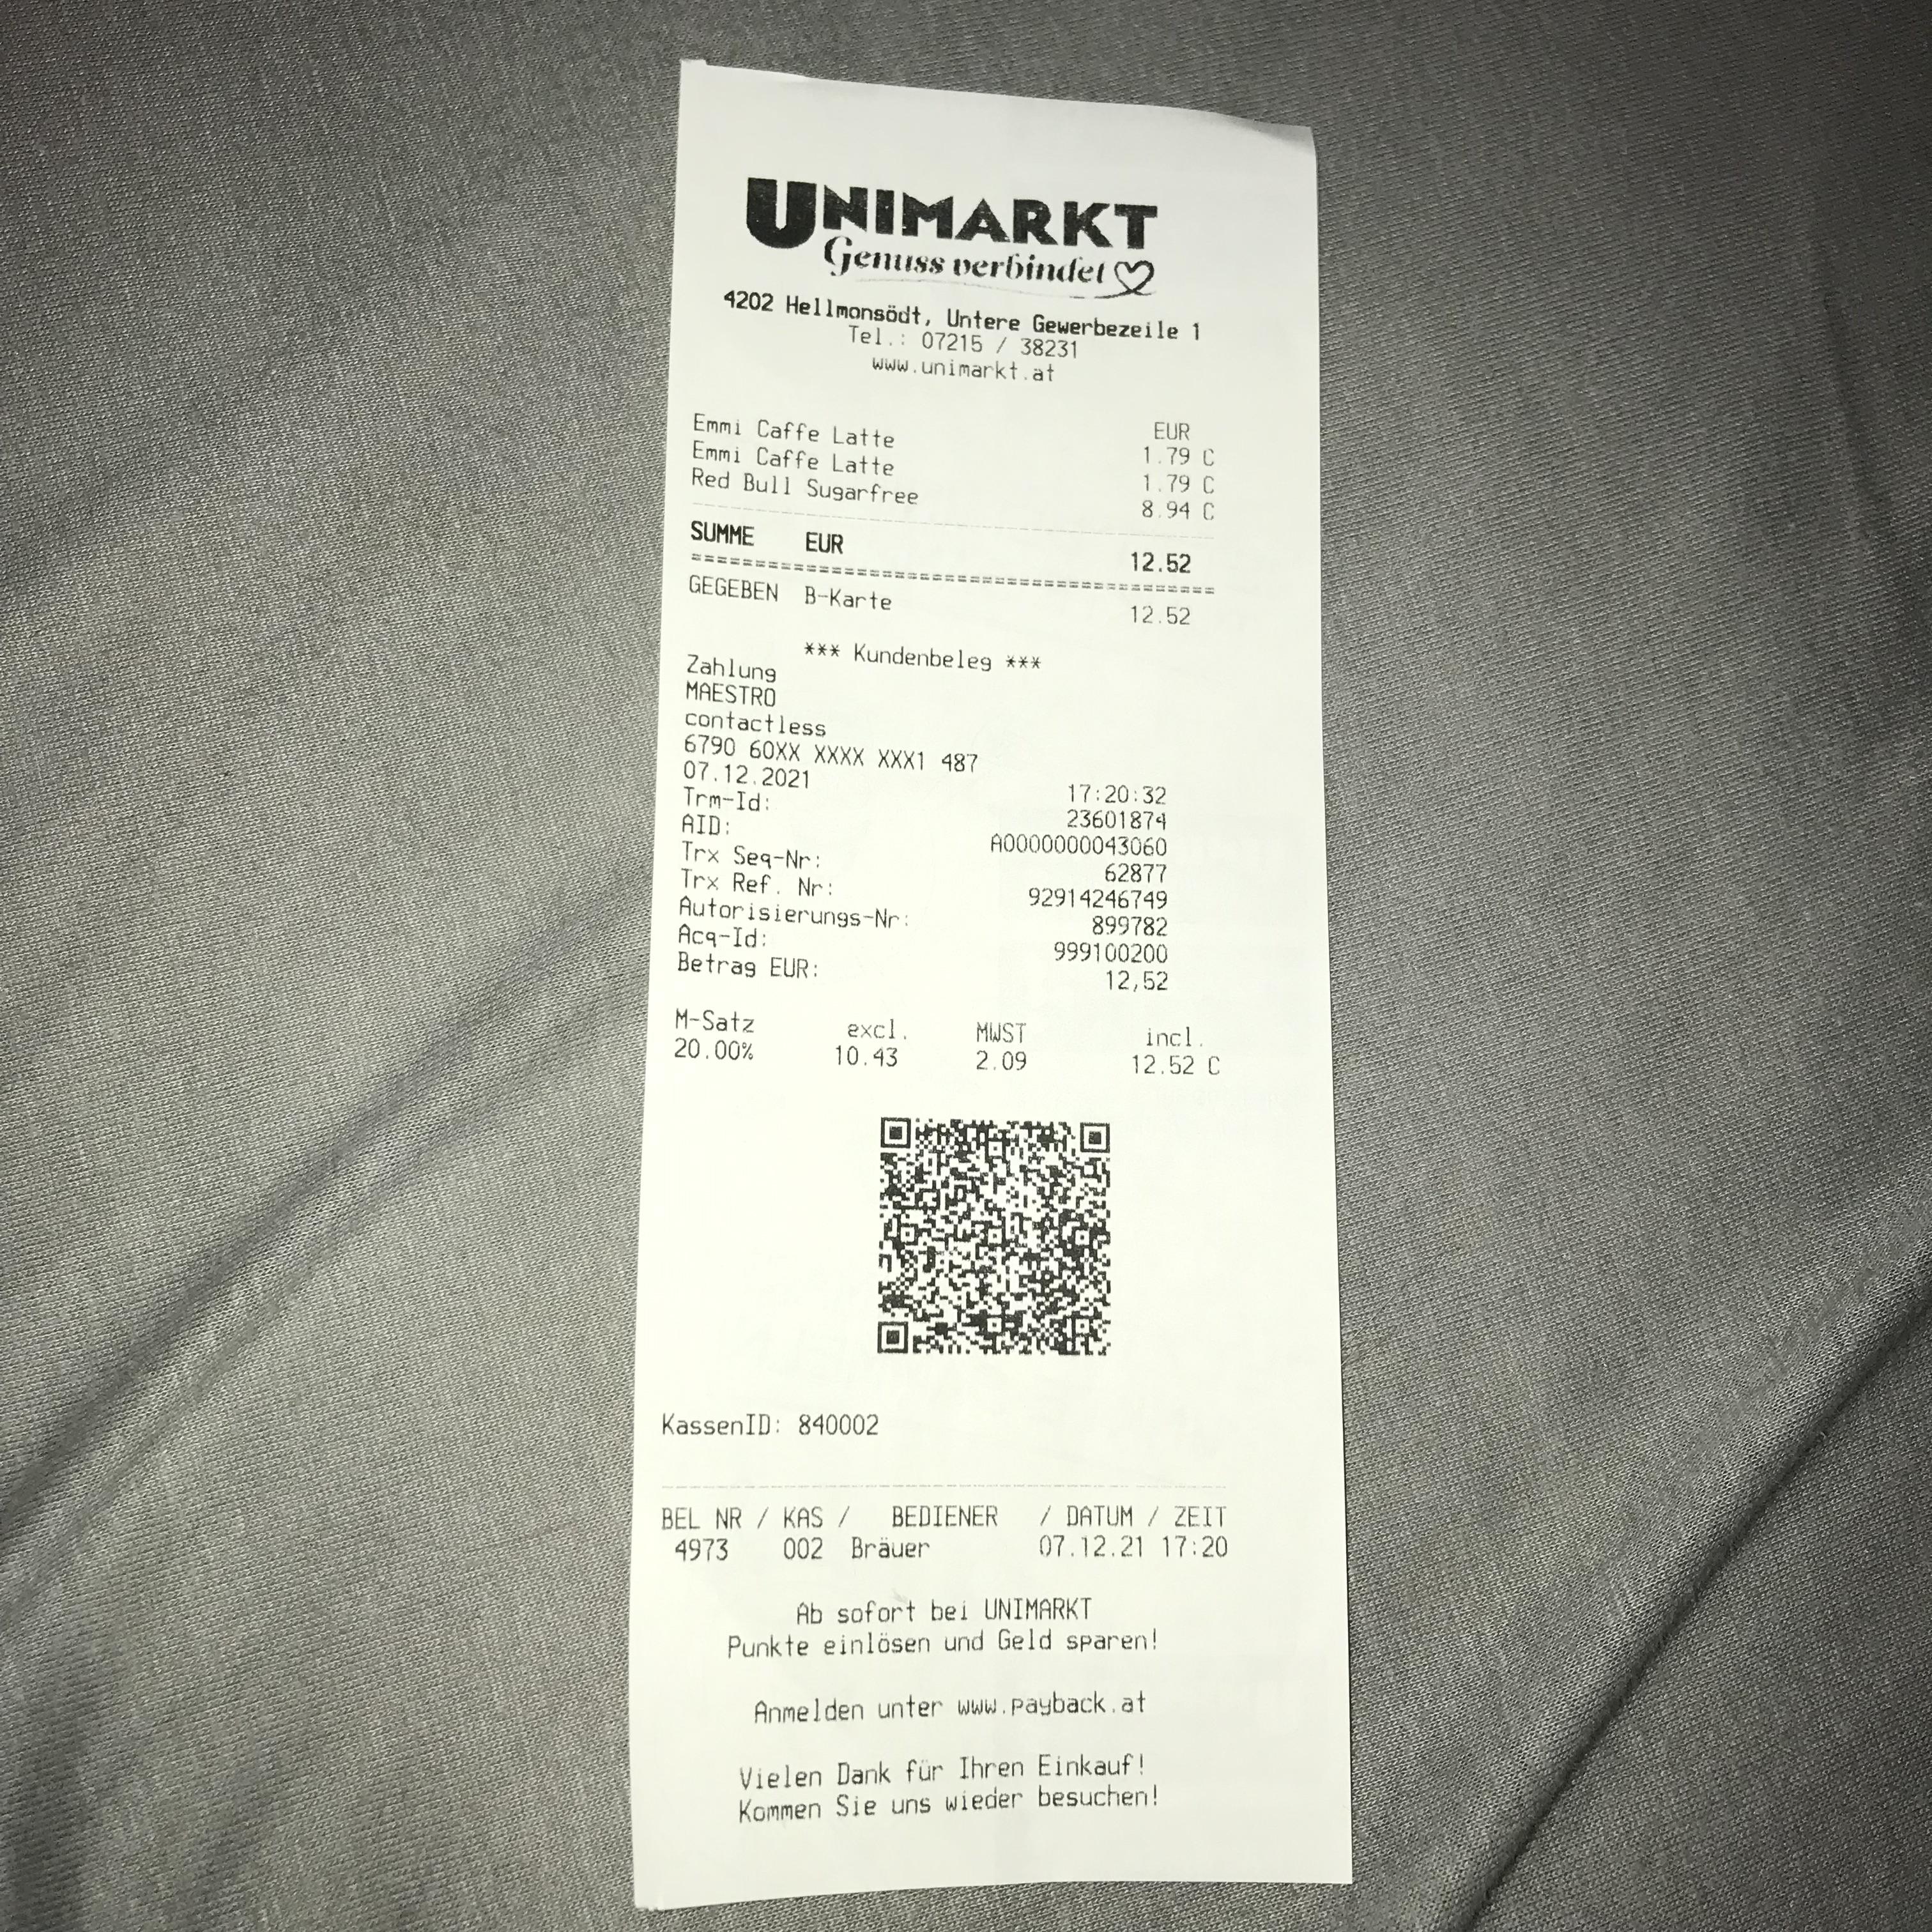 UNIMARKT
Genuss verbindet
4202 Hellmonsödt, Untere Gewerbezeile 1
Tel.: 07215 / 38231
www.unimarkt.at
EUR
Emmi Caffe Latte 1.79 C
Emmi Caffe Latte 1.79 C
Red Bull Sugarfree 8.94 C
SUMME EUR 12.52
GEGEBEN B-Karte 12.52
*** Kundenbeleg ***
Zahlung
MAESTRO
contactless
6790 60XX XXXX XXX1 487
07.12.2021 17:20:32
Trm-Id: 23601874
AID: A0000000043060
Trx Seq-Nr: 62877
Trx Ref. Nr: 92914246749
Autorisierungs-Nr: 899782
Acq-Id: 999100200
Betrag EUR: 12,52
M-Satz excl. MWST incl.
20.00% 10.43 2.09 12.52 C
KassenID: 840002
BEL NR / KAS / BEDIENER / DATUM / ZEIT
4973 002 Bräuer 07.12.21 17:20
Ab sofort bei UNIMARKT
Punkte einlösen und Geld sparen!
Anmelden unter www.payback.at
Vielen Dank für Ihren Einkauf!
Kommen Sie uns wieder besuchen!